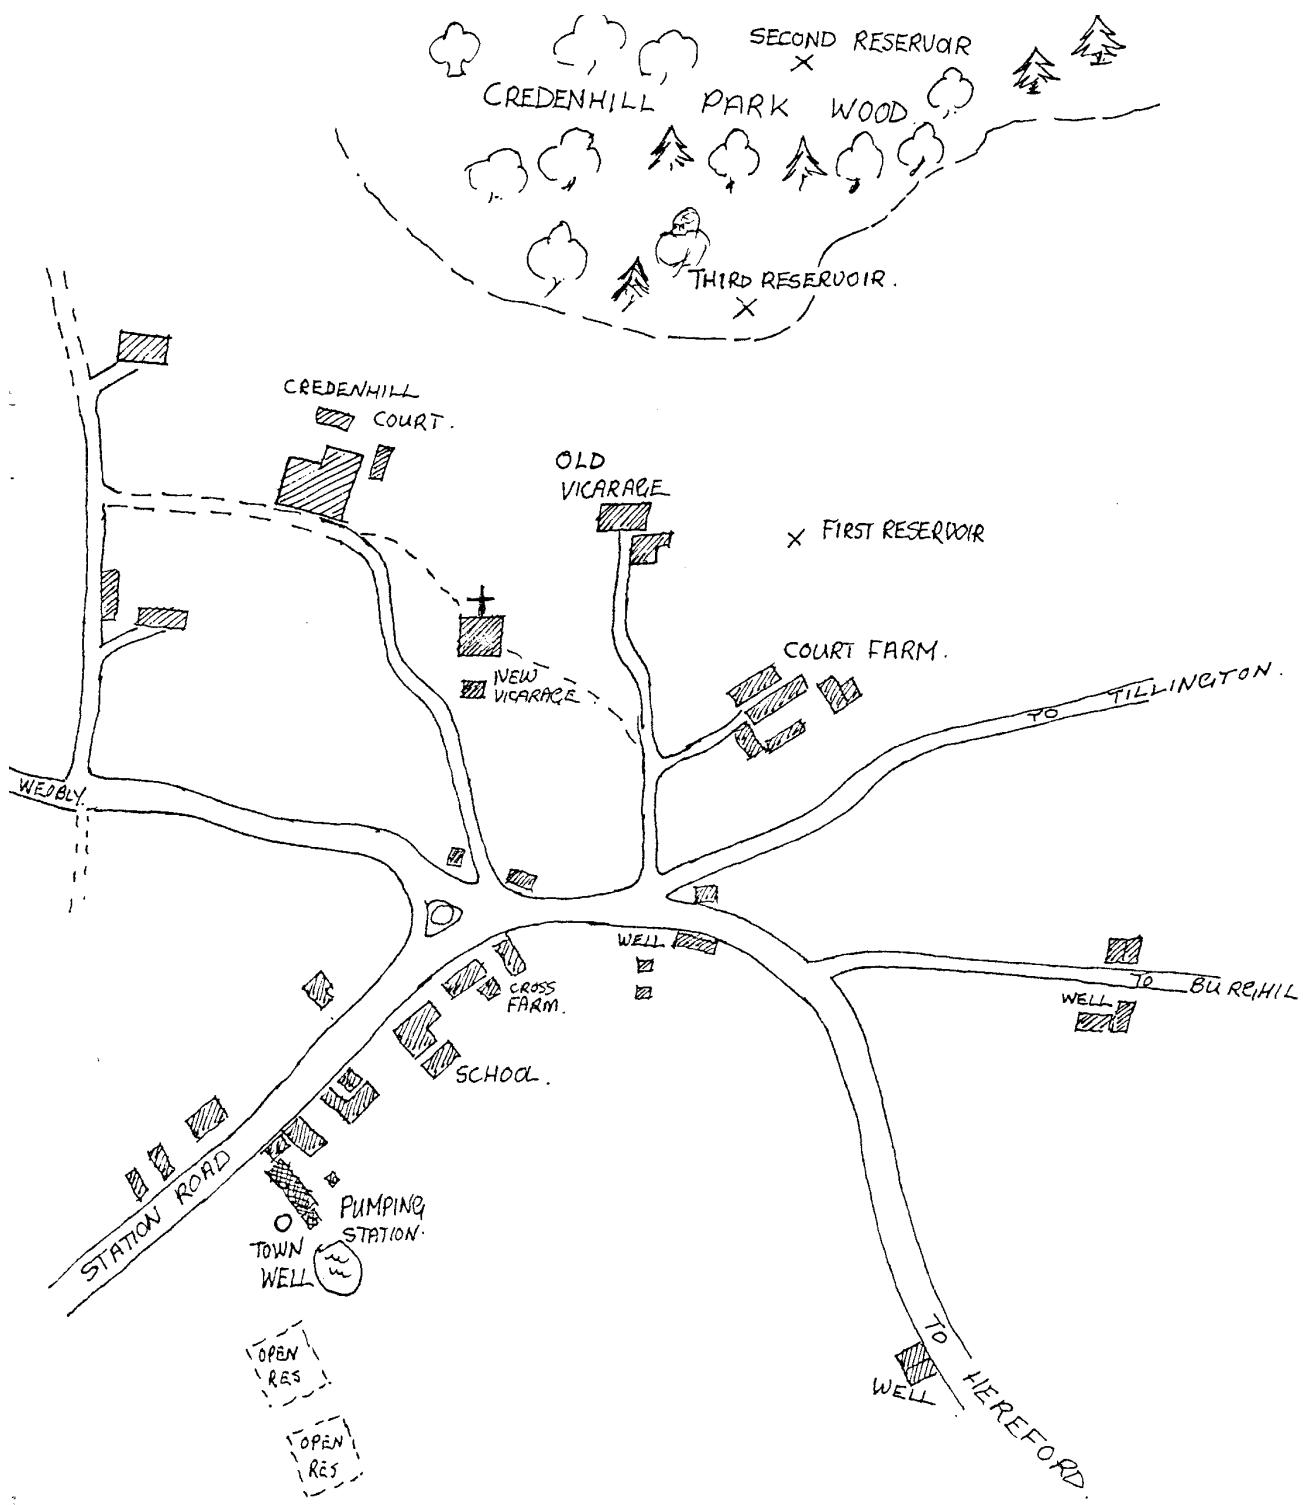 SECOND RESERVOIR
CREDENHILL PARK WOOD.
THIRD RESERVOIR.
CREDENHILL
COURT.
OLD
VICARAGE
FIRST RESERVOIR
COURT FARM.
NEW
VICARAGE
TO TILLINGTON.
WEOBLY.
WELL
CROSS
FARM.
TO BURGHIL
WELL
SCHOOL.
STATION ROAD
PUMPING
STATION.
TOWN
WELL
OPEN
RES
TO HEREFORD.
WELL
OPEN
RES